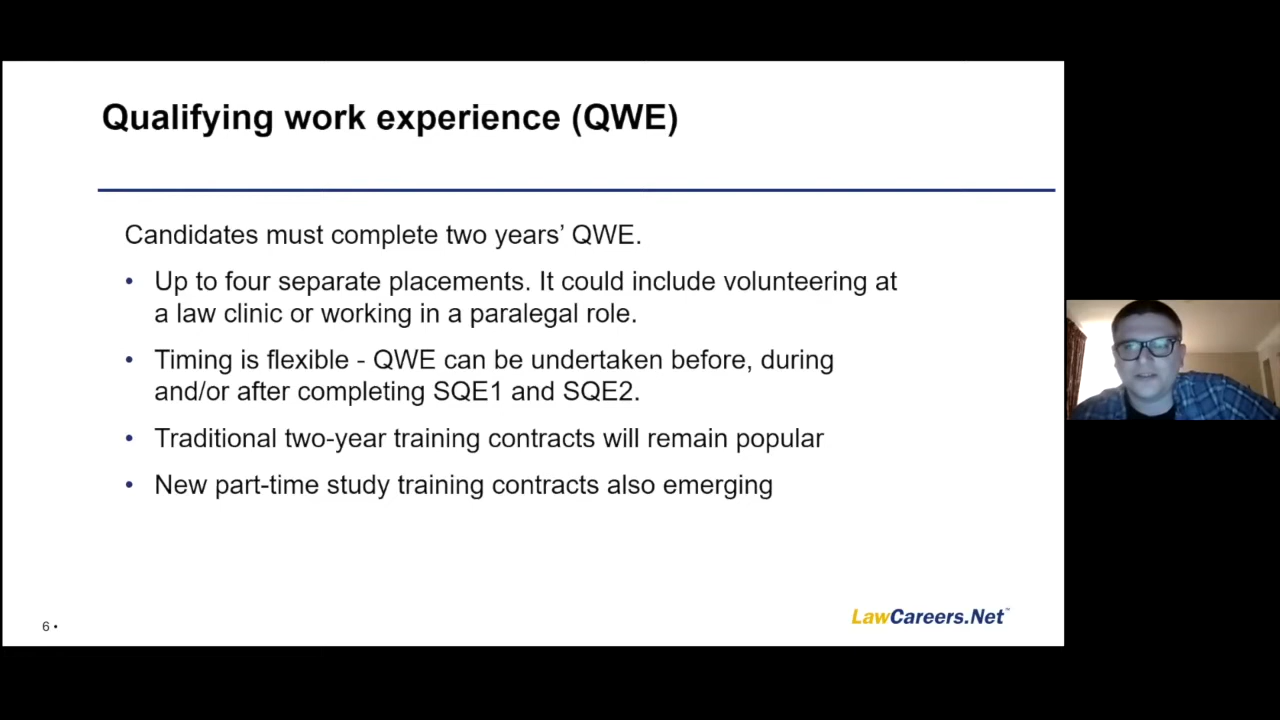 Qualifying work experience (QWE)
Candidates must complete two years’ QWE.
• Up to four separate placements. It could include volunteering at
a law clinic or working in a paralegal role.
• Timing is flexible - QWE can be undertaken before, during
and/or after completing SQE1 and SQE2.
• Traditional two-year training contracts will remain popular
• New part-time study training contracts also emerging
6 •
LawCareers.Net™